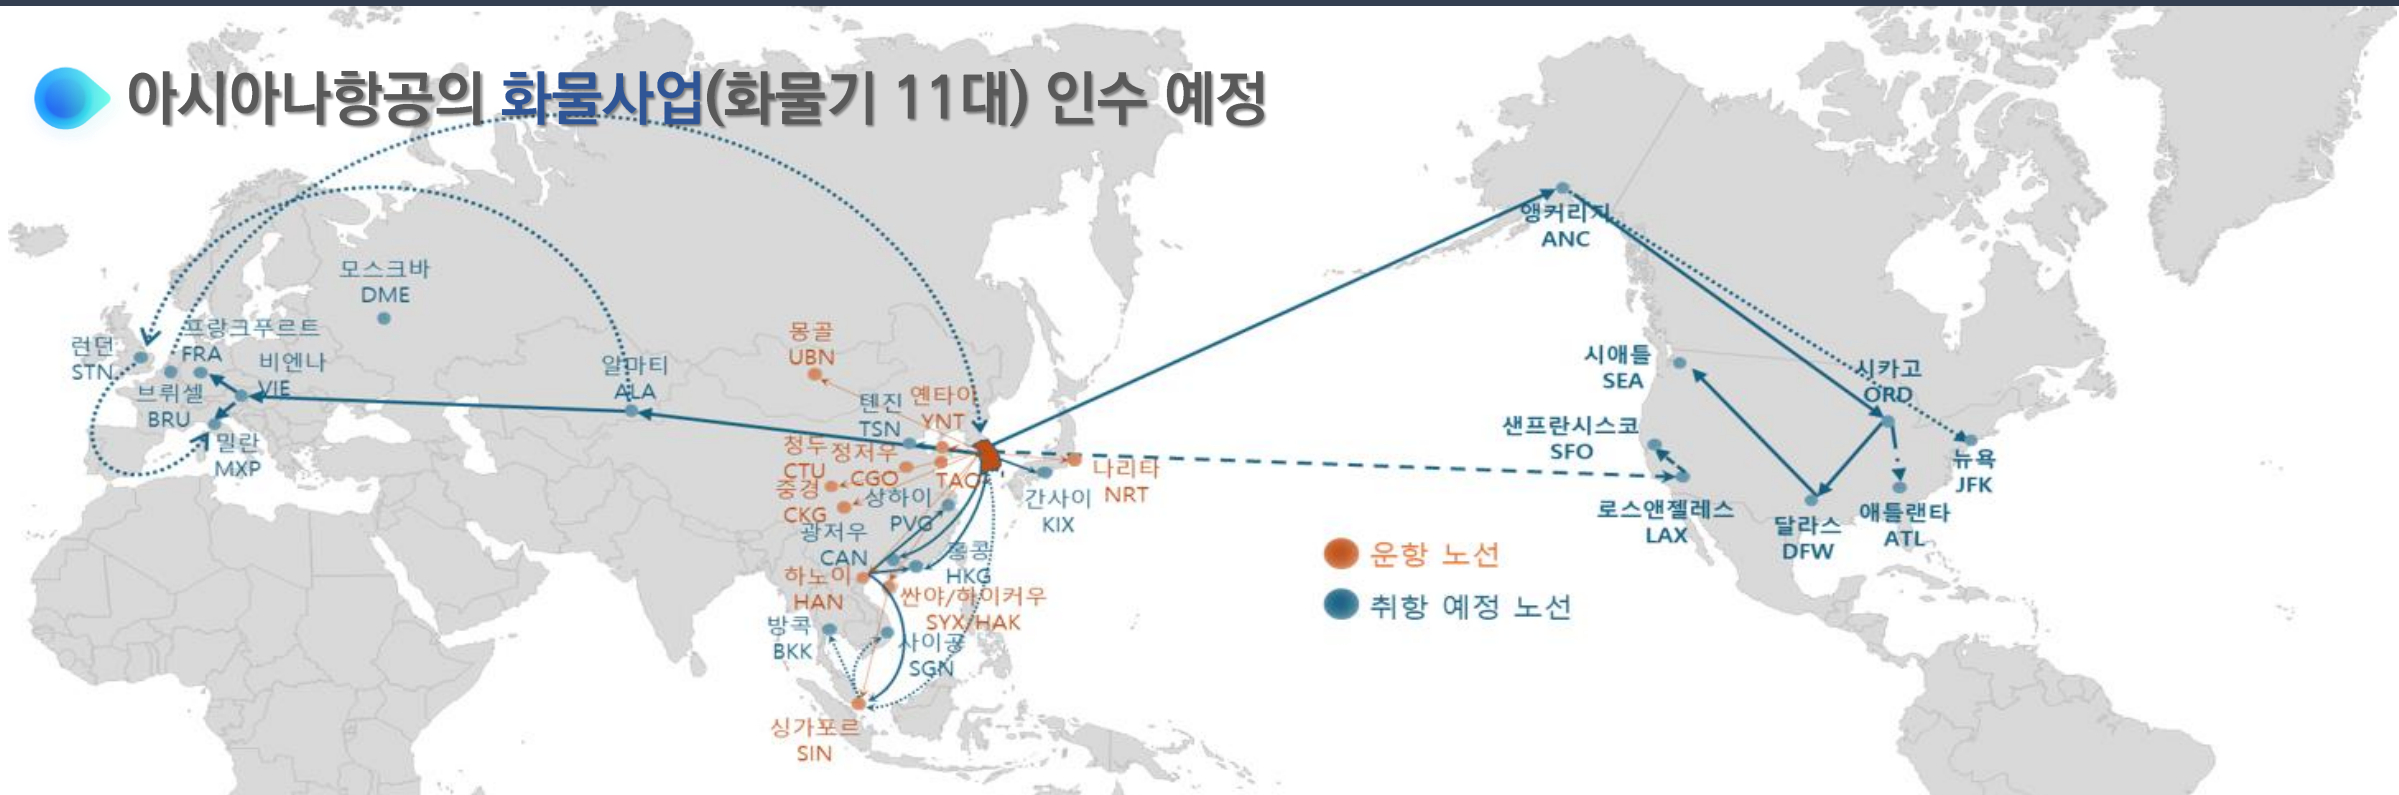 아시아나항공의 화물사업(화물기 11대) 인수 예정
앵커리지
ANC
모스크바
DME
프랑크푸르트
FRA
런던
STN
비엔나
VIE
브뤼셀
BRU
밀란
MXP
알마티
ALA
몽골
UBN
텐진
TSN
옌타이
YNT
청두
CTU
정저우
CGO
TAO
중경
CKG
상하이
PVG
나리타
NRT
간사이
KIX
광저우
CAN
홍콩
HKG
하노이
HAN
싼야/하이커우
SYX/HAK
방콕
BKK
사이공
SGN
싱가포르
SIN
시애틀
SEA
시카고
ORD
샌프란시스코
SFO
뉴욕
JFK
로스앤젤레스
LAX
달라스
DFW
애틀랜타
ATL
운항 노선
취항 예정 노선